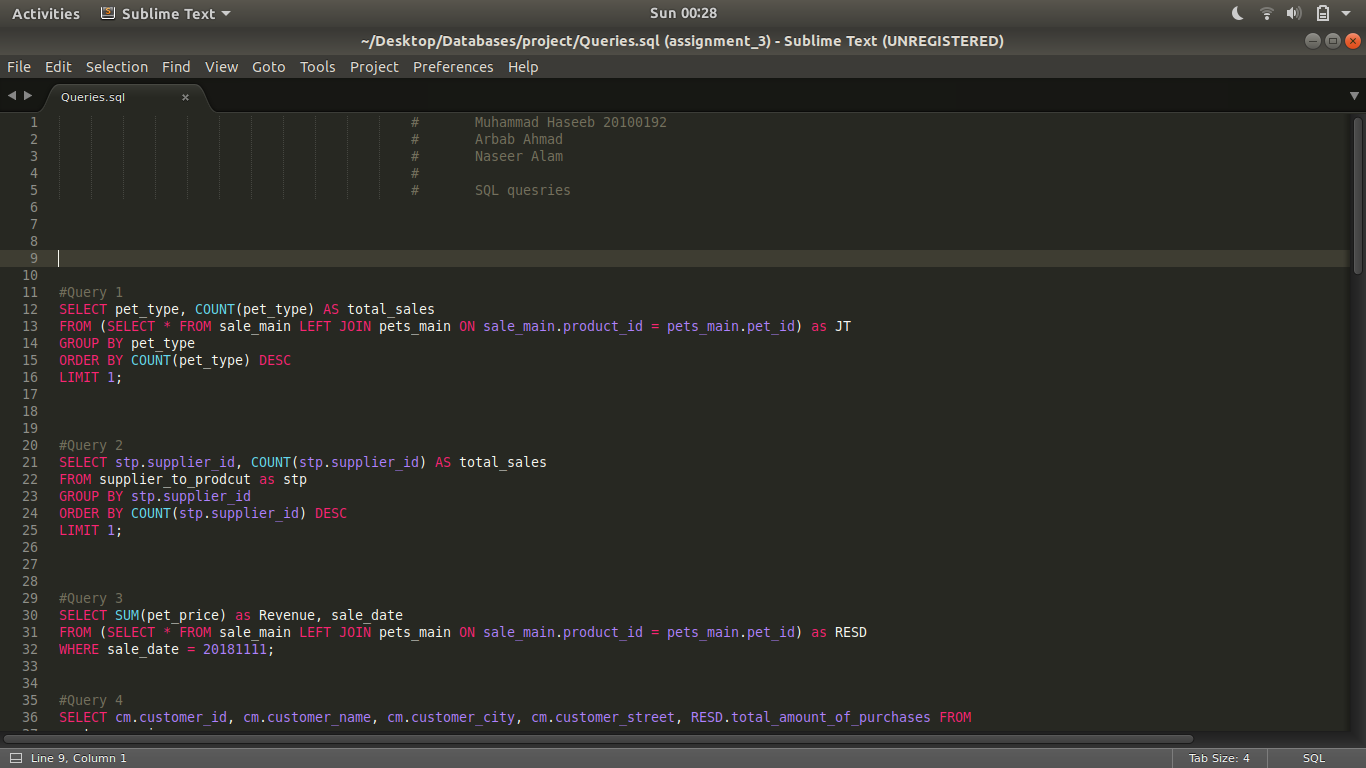 Activities Sublime Text Sun 00:28
~/Desktop/Databases/project/Queries.sql (assignment_3) - Sublime Text (UNREGISTERED)
File Edit Selection Find View Goto Tools Project Preferences Help
Queries.sql
1 # Muhammad Haseeb 20100192
2 # Arbab Ahmad
3 # Naseer Alam
4 #
5 # SQL quesries
6
7
8
9
10
11 #Query 1
12 SELECT pet_type, COUNT(pet_type) AS total_sales
13 FROM (SELECT * FROM sale_main LEFT JOIN pets_main ON sale_main.product_id = pets_main.pet_id) as JT
14 GROUP BY pet_type
15 ORDER BY COUNT(pet_type) DESC
16 LIMIT 1;
17
18
19
20 #Query 2
21 SELECT stp.supplier_id, COUNT(stp.supplier_id) AS total_sales
22 FROM supplier_to_prodcut as stp
23 GROUP BY stp.supplier_id
24 ORDER BY COUNT(stp.supplier_id) DESC
25 LIMIT 1;
26
27
28
29 #Query 3
30 SELECT SUM(pet_price) as Revenue, sale_date
31 FROM (SELECT * FROM sale_main LEFT JOIN pets_main ON sale_main.product_id = pets_main.pet_id) as RESD
32 WHERE sale_date = 20181111;
33
34
35 #Query 4
36 SELECT cm.customer_id, cm.customer_name, cm.customer_city, cm.customer_street, RESD.total_amount_of_purchases FROM
Line 9, Column 1 Tab Size: 4 SQL